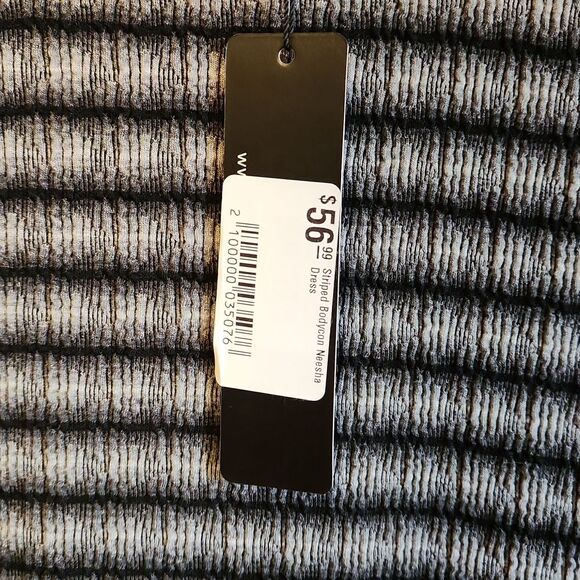 $56.99
Striped Bodycon Neesha
Dress
2 100000 035076